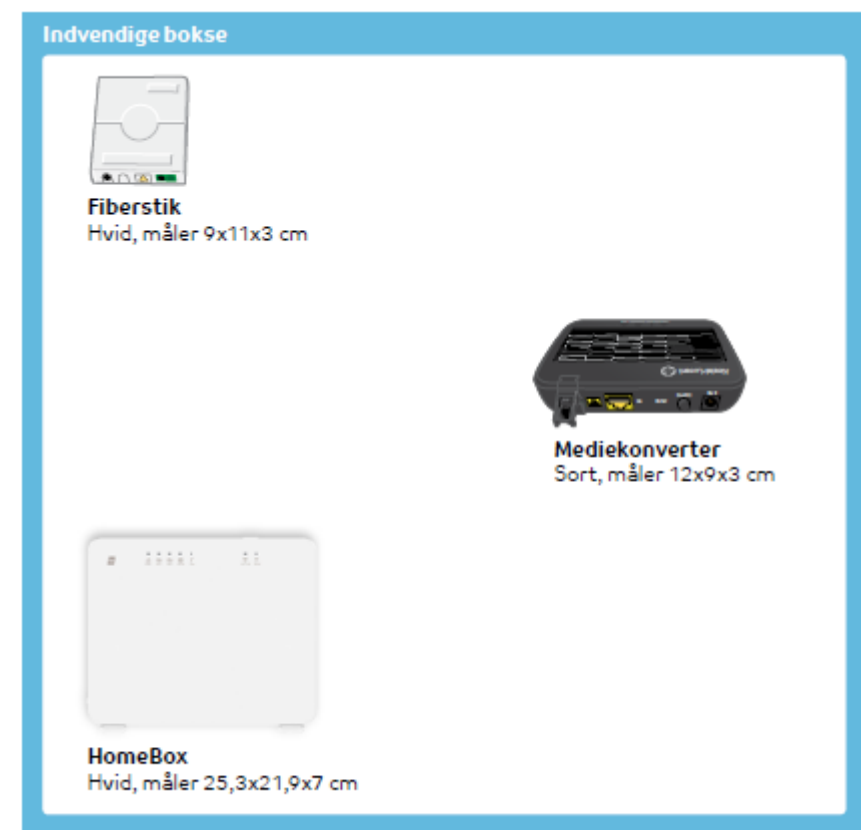 Indvendige bokse
Fiberstik
Hvid, måler 9x11x3 cm
Mediekonverter
Sort, måler 12x9x3 cm
HomeBox
Hvid, måler 25,3x21,9x7 cm